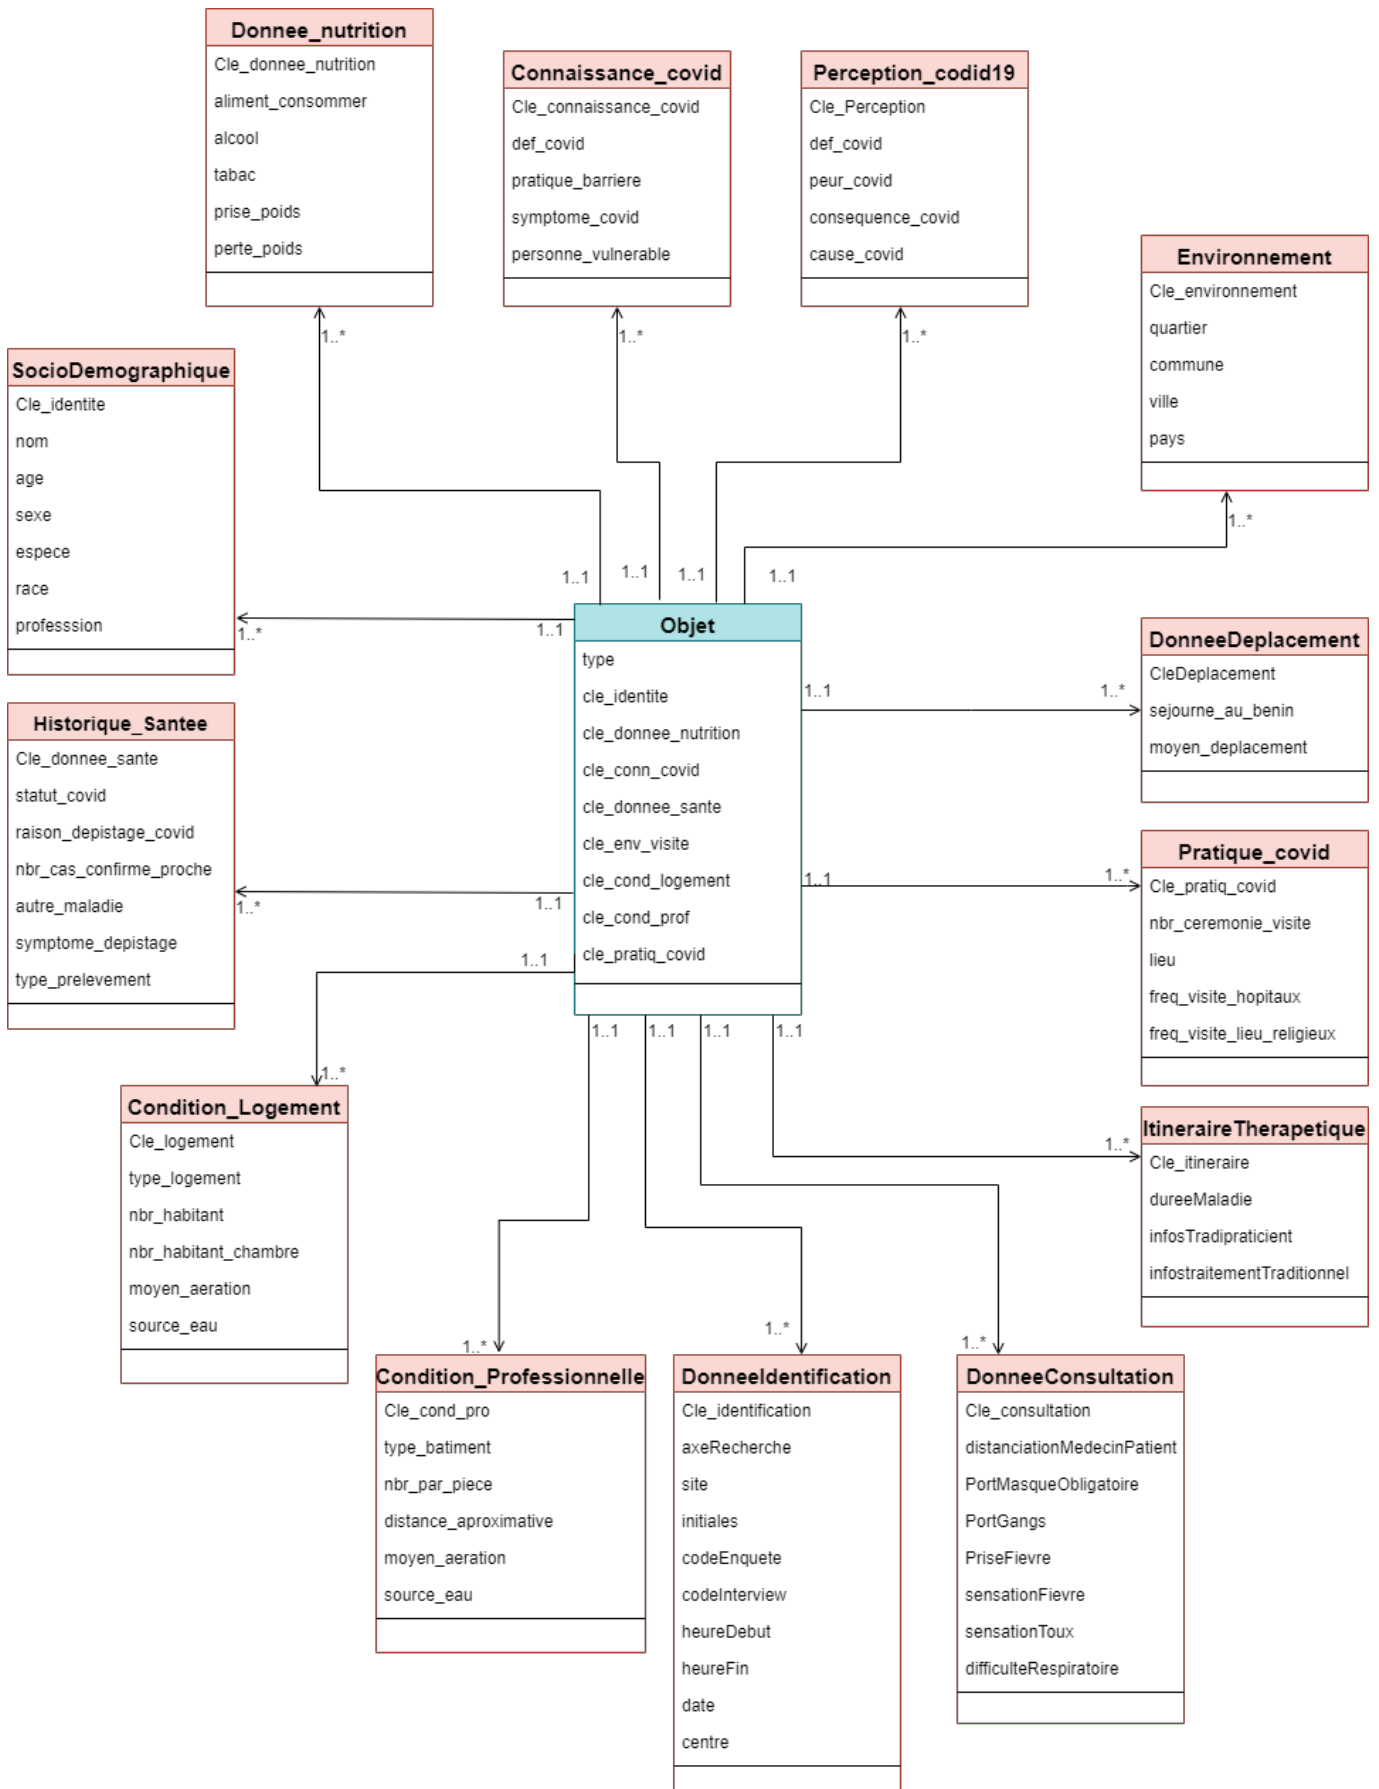 Donnee_nutrition
Cle_donnee_nutrition
aliment_consommer
alcool
tabac
prise_poids
perte_poids
1..*
Connaissance_covid
Cle_connaissance_covid
def_covid
pratique_barriere
symptome_covid
personne_vulnerable
1..*
Perception_codid19
Cle_Perception
def_covid
peur_covid
consequence_covid
cause_covid
1..*
Environnement
Cle_environnement
quartier
commune
ville
pays
1..*
SocioDemographique
Cle_identite
nom
age
sexe
espece
race
professsion
1..*
1..1
1..1
1..1
1..1
1..1
Objet
type
cle_identite
cle_donnee_nutrition
cle_conn_covid
cle_donnee_sante
cle_env_visite
cle_cond_logement
cle_cond_prof
cle_pratiq_covid
1..1
1..*
DonneeDeplacement
CleDeplacement
sejourne_au_benin
moyen_deplacement
Historique_Santee
Cle_donnee_sante
statut_covid
raison_depistage_covid
nbr_cas_confirme_proche
autre_maladie
symptome_depistage
type_prelevement
1..*
1..1
1..1
1..*
Pratique_covid
Cle_pratiq_covid
nbr_ceremonie_visite
lieu
freq_visite_hopitaux
freq_visite_lieu_religieux
1..1
1..1
1..1
1..1
1..1
1..*
Condition_Logement
Cle_logement
type_logement
nbr_habitant
nbr_habitant_chambre
moyen_aeration
source_eau
1..*
ItineraireTherapetique
Cle_itineraire
dureeMaladie
infosTradipraticient
infostraitementTraditionnel
1..*
Condition_Professionnelle
Cle_cond_pro
type_batiment
nbr_par_piece
distance_aproximative
moyen_aeration
source_eau
1..*
DonneeIdentification
Cle_identification
axeRecherche
site
initiales
codeEnquete
codeInterview
heureDebut
heureFin
date
centre
1..*
DonneeConsultation
Cle_consultation
distanciationMedecinPatient
PortMasqueObligatoire
PortGangs
PriseFievre
sensationFievre
sensationToux
difficulteRespiratoire